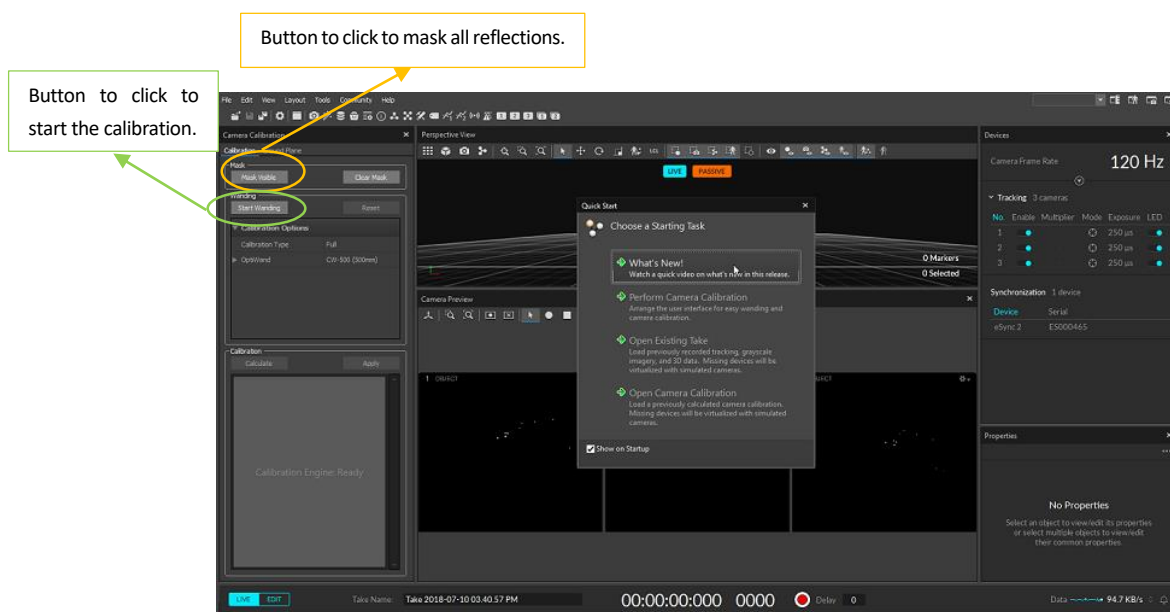 Button to click to mask all reflections.
Button to click to
start the calibration.
File Edit View Layout Tools Community Help
Camera Calibration
Calibration Ground Plane
Mask
Mask Visible Clear Mask
Wanding
Start Wanding Reset
Calibration Options
Calibration Type Full
OptiWand CW-500 (500mm)
Calibration
Calculate Apply
Calibration Engine: Ready
Perspective View
LIVE PASSIVE
0 Markers
0 Selected
Camera Preview
1 OBJECT
Quick Start
Choose a Starting Task
What's New!
Watch a quick video on what's new in this release.
Perform Camera Calibration
Arrange the user interface for easy wanding and
camera calibration.
Open Existing Take
Load previously recorded tracking, grayscale
imagery, and 3D data. Missing devices will be
virtualized with simulated cameras.
Open Camera Calibration
Load a previously calculated camera calibration.
Missing devices will be virtualized with simulated
cameras.
Show on Startup
Devices
Camera Frame Rate 120 Hz
Tracking 3 cameras
No. Enable Multiplier Mode Exposure LED
1 250 µs
2 250 µs
3 250 µs
Synchronization 1 device
Device Serial
eSync 2 ES000465
Properties
No Properties
Select an object to view/edit its properties
or select multiple objects to view/edit
their common properties.
LIVE EDIT Take Name: Take 2018-07-10 03.40.57 PM 00:00:00:000 0000 Delay 0 Data 94.7 KB/s